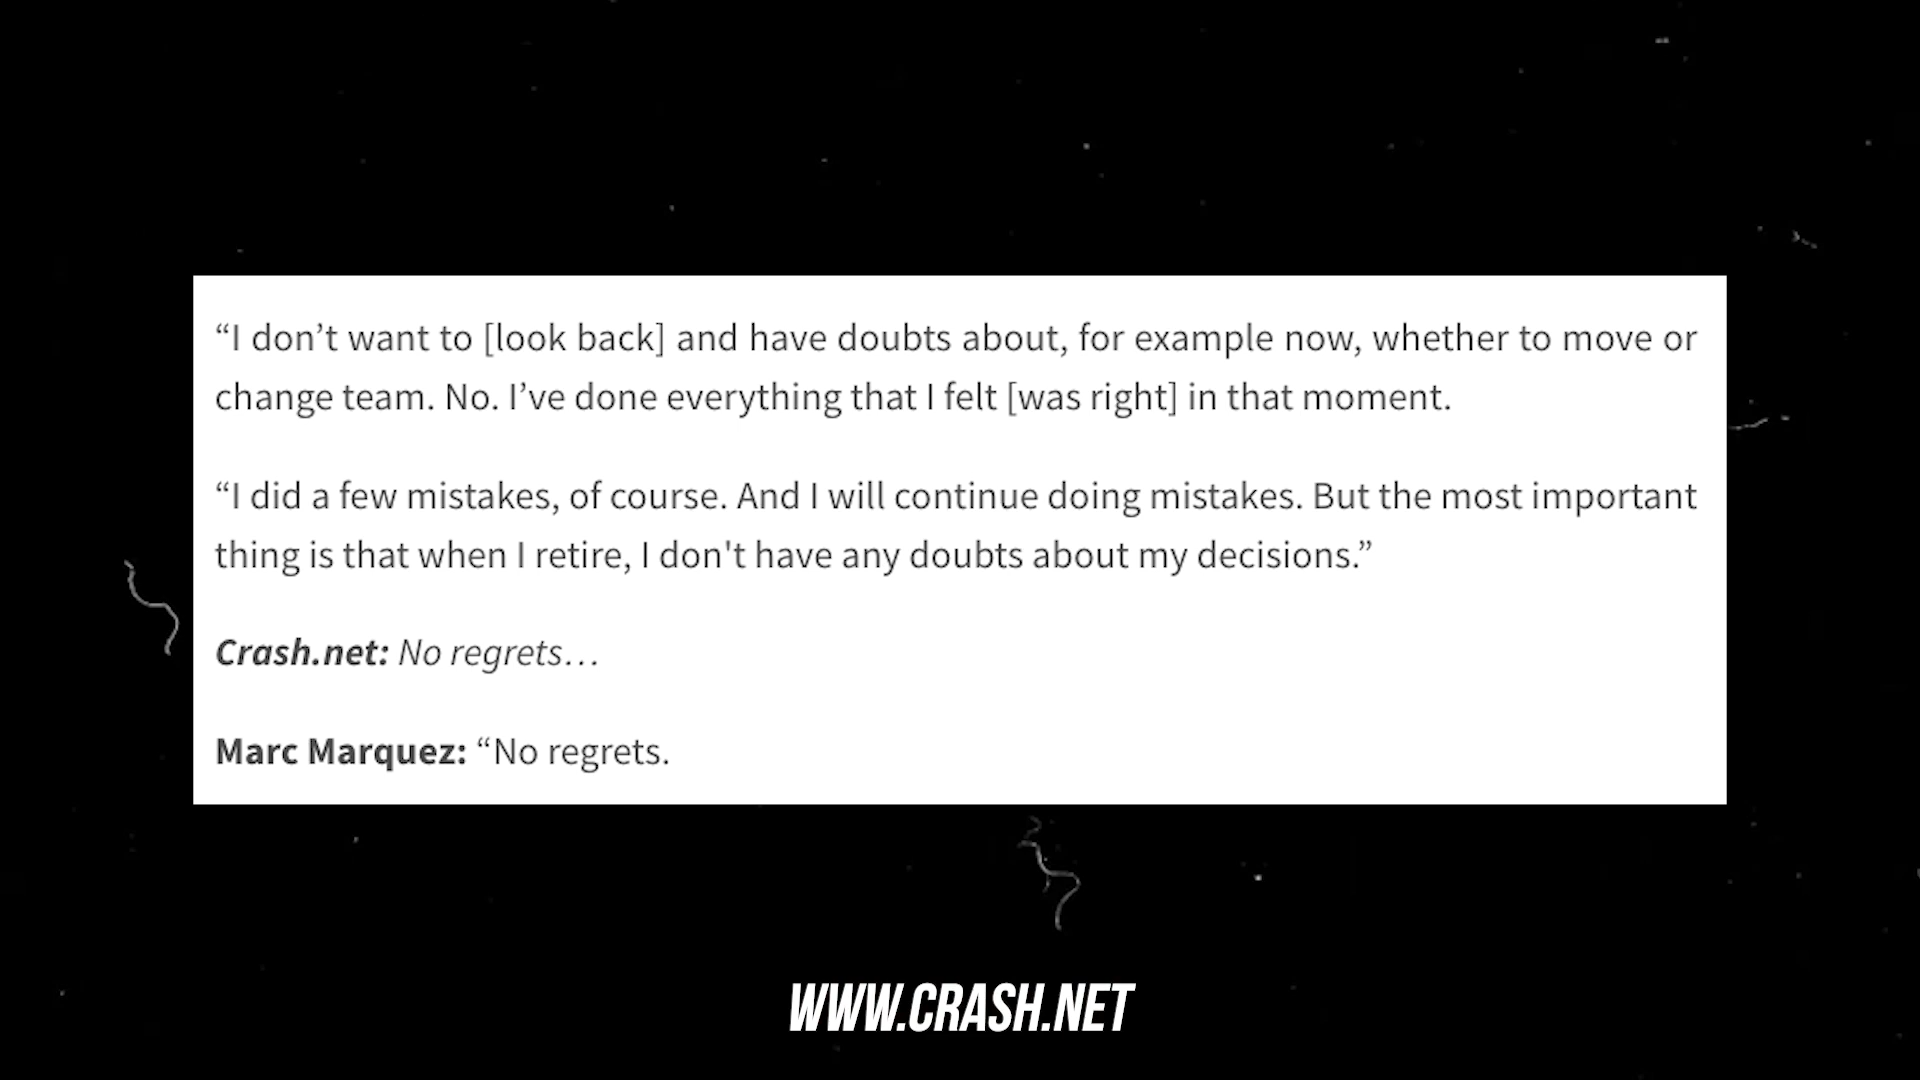 “I don’t want to [look back] and have doubts about, for example now, whether to move or
change team. No. I’ve done everything that I felt [was right] in that moment.
“I did a few mistakes, of course. And I will continue doing mistakes. But the most important
thing is that when I retire, I don't have any doubts about my decisions.”
Crash.net: No regrets…
Marc Marquez: “No regrets.
WWW.CRASH.NET